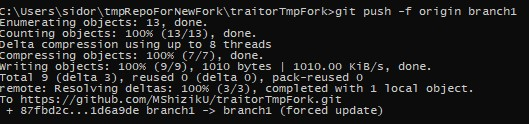 C:\Users\sidor\tmpRepoForNewFork\traitorTmpFork>git push -f origin branch1
Enumerating objects: 13, done.
Counting objects: 100% (13/13), done.
Delta compression using up to 8 threads
Compressing objects: 100% (7/7), done.
Writing objects: 100% (9/9), 1010 bytes | 1010.00 KiB/s, done.
Total 9 (delta 3), reused 0 (delta 0), pack-reused 0
remote: Resolving deltas: 100% (3/3), completed with 1 local object.
To https://github.com/MShizikU/traitorTmpFork.git
 + 87fbd2c...1d6a9de branch1 -> branch1 (forced update)